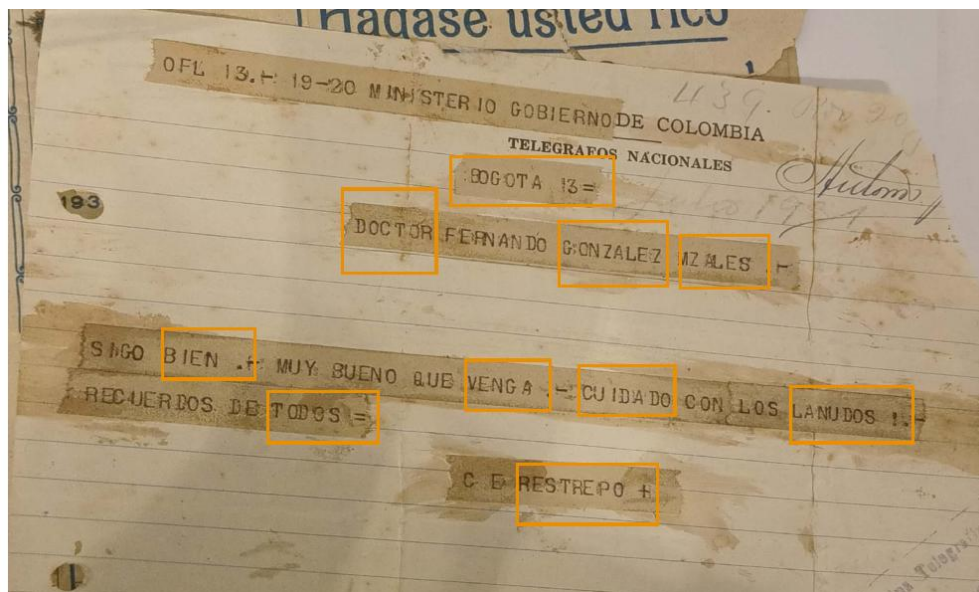 Hágase usted rico
OFL 13.- 19-20 MINISTERIO GOBIERNO DE COLOMBIA
TELEGRAFOS NACIONALES
BOGOTA 13=
193
DOCTOR FERNANDO GONZALEZ MZALES .-
SIGO BIEN .- MUY BUENO QUE VENGA .- CUIDADO CON LOS LANUDOS !.-
RECUERDOS DE TODOS =
C E RESTREPO +